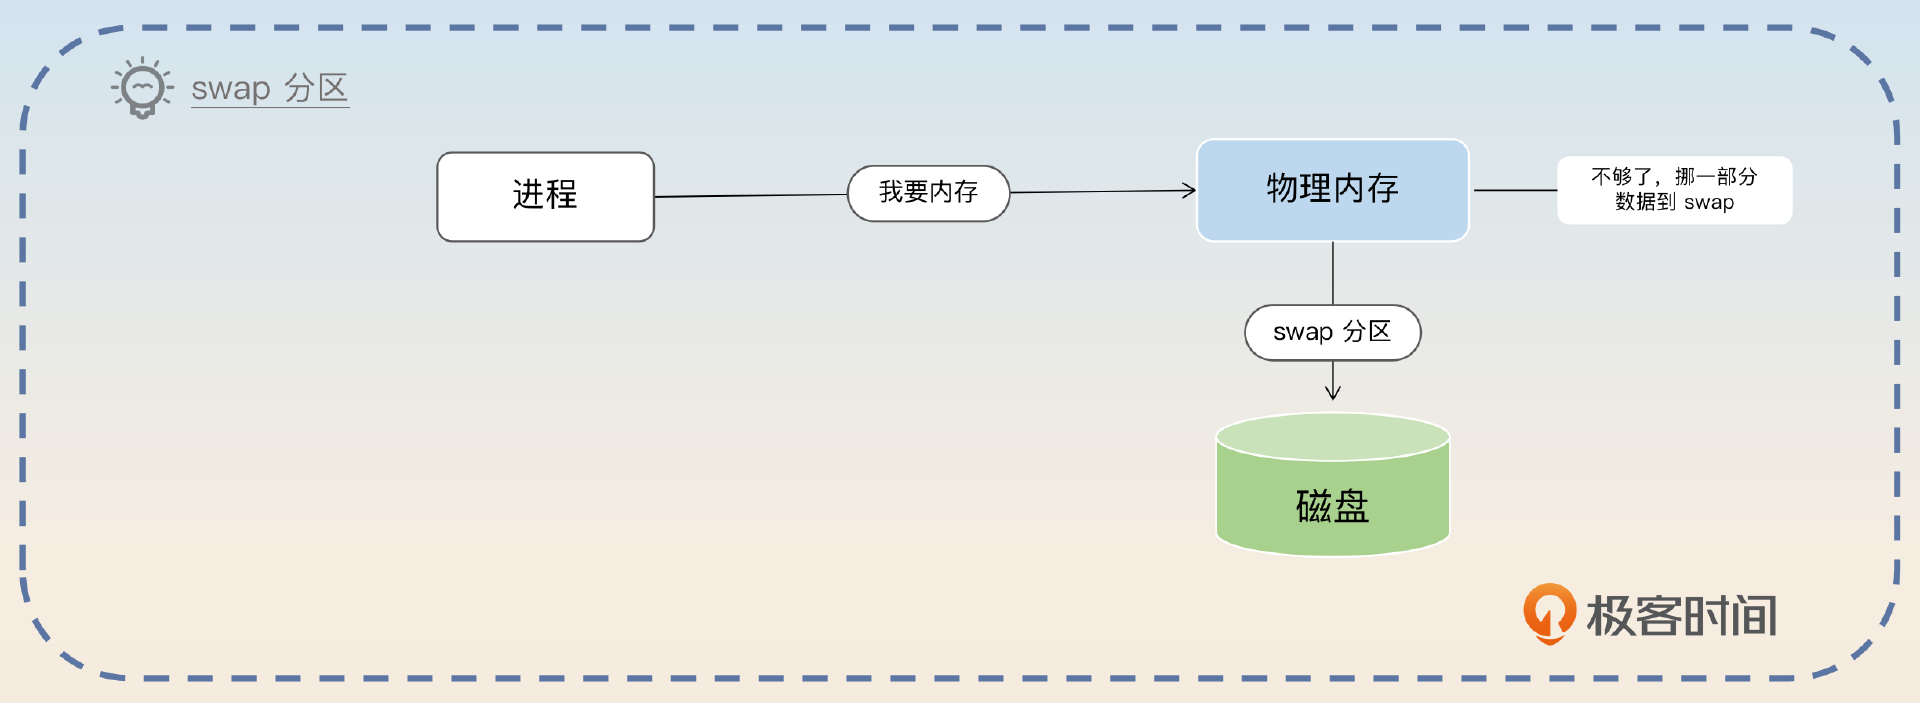 swap 分区
进程
我要内存
物理内存
不够了，挪一部分
数据到 swap
swap 分区
磁盘
极客时间